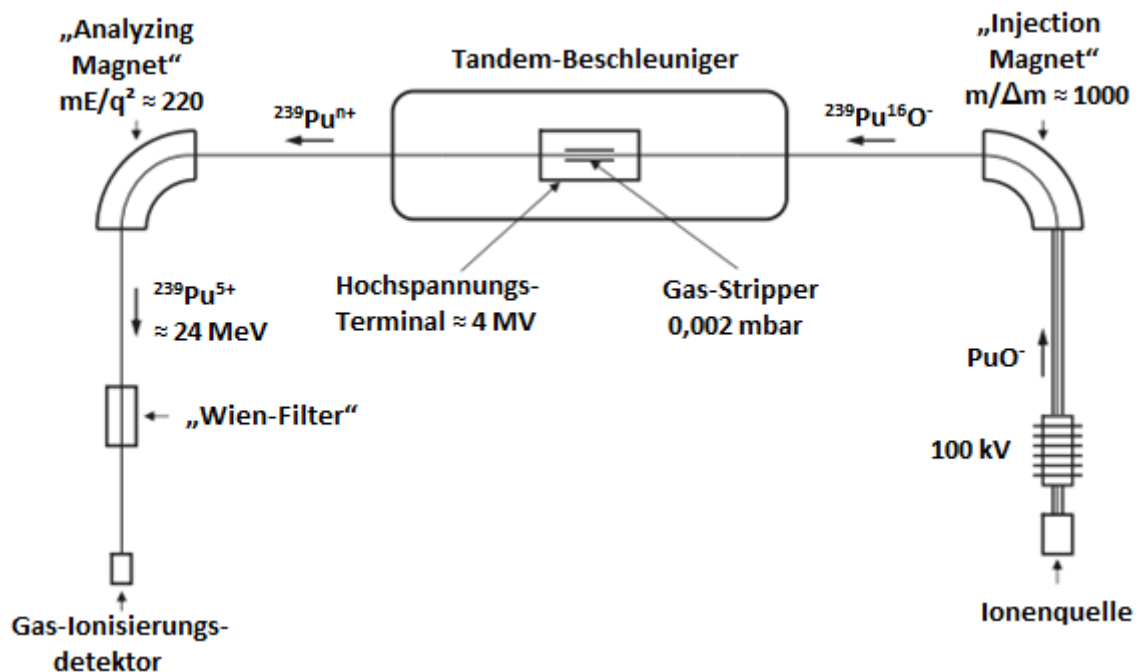 „Analyzing
Magnet“
mE/q² ≈ 220
Tandem-Beschleuniger
„Injection
Magnet“
m/Δm ≈ 1000
²³⁹Puⁿ⁺
²³⁹Pu¹⁶O⁻
²³⁹Pu⁵⁺
≈ 24 MeV
Hochspannungs-
Terminal ≈ 4 MV
Gas-Stripper
0,002 mbar
PuO⁻
„Wien-Filter“
100 kV
Gas-Ionisierungs-
detektor
Ionenquelle